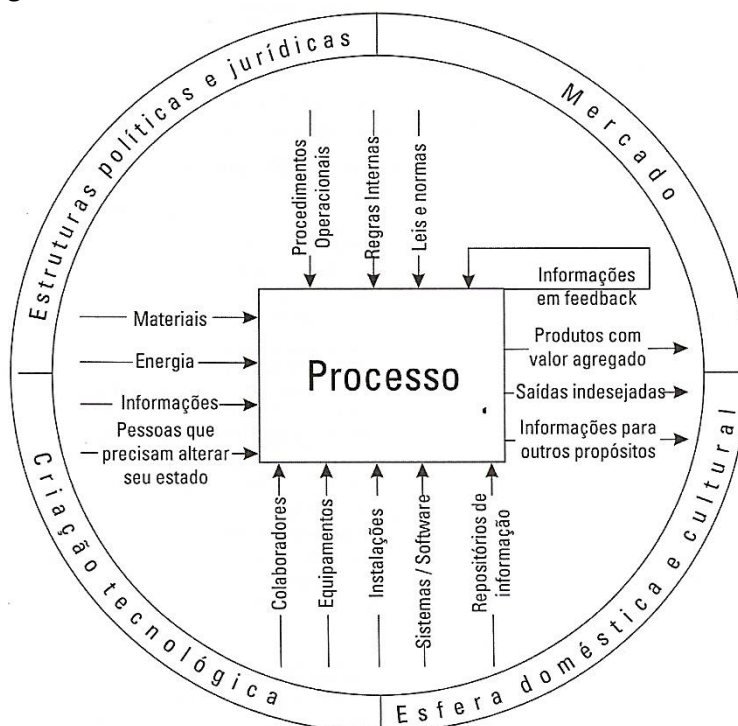 Estruturas políticas e jurídicas
Mercado
Procedimentos
Operacionais
Regras Internas
Leis e normas
Informações
em feedback
Materiais
Energia
Informações
Pessoas que
precisam alterar
seu estado
Processo
Produtos com
valor agregado
Saídas indesejadas
Informações para
outros propósitos
Colaboradores
Equipamentos
Instalações
Sistemas / Software
Repositórios de
informação
Criação tecnológica
Esfera doméstica e cultural